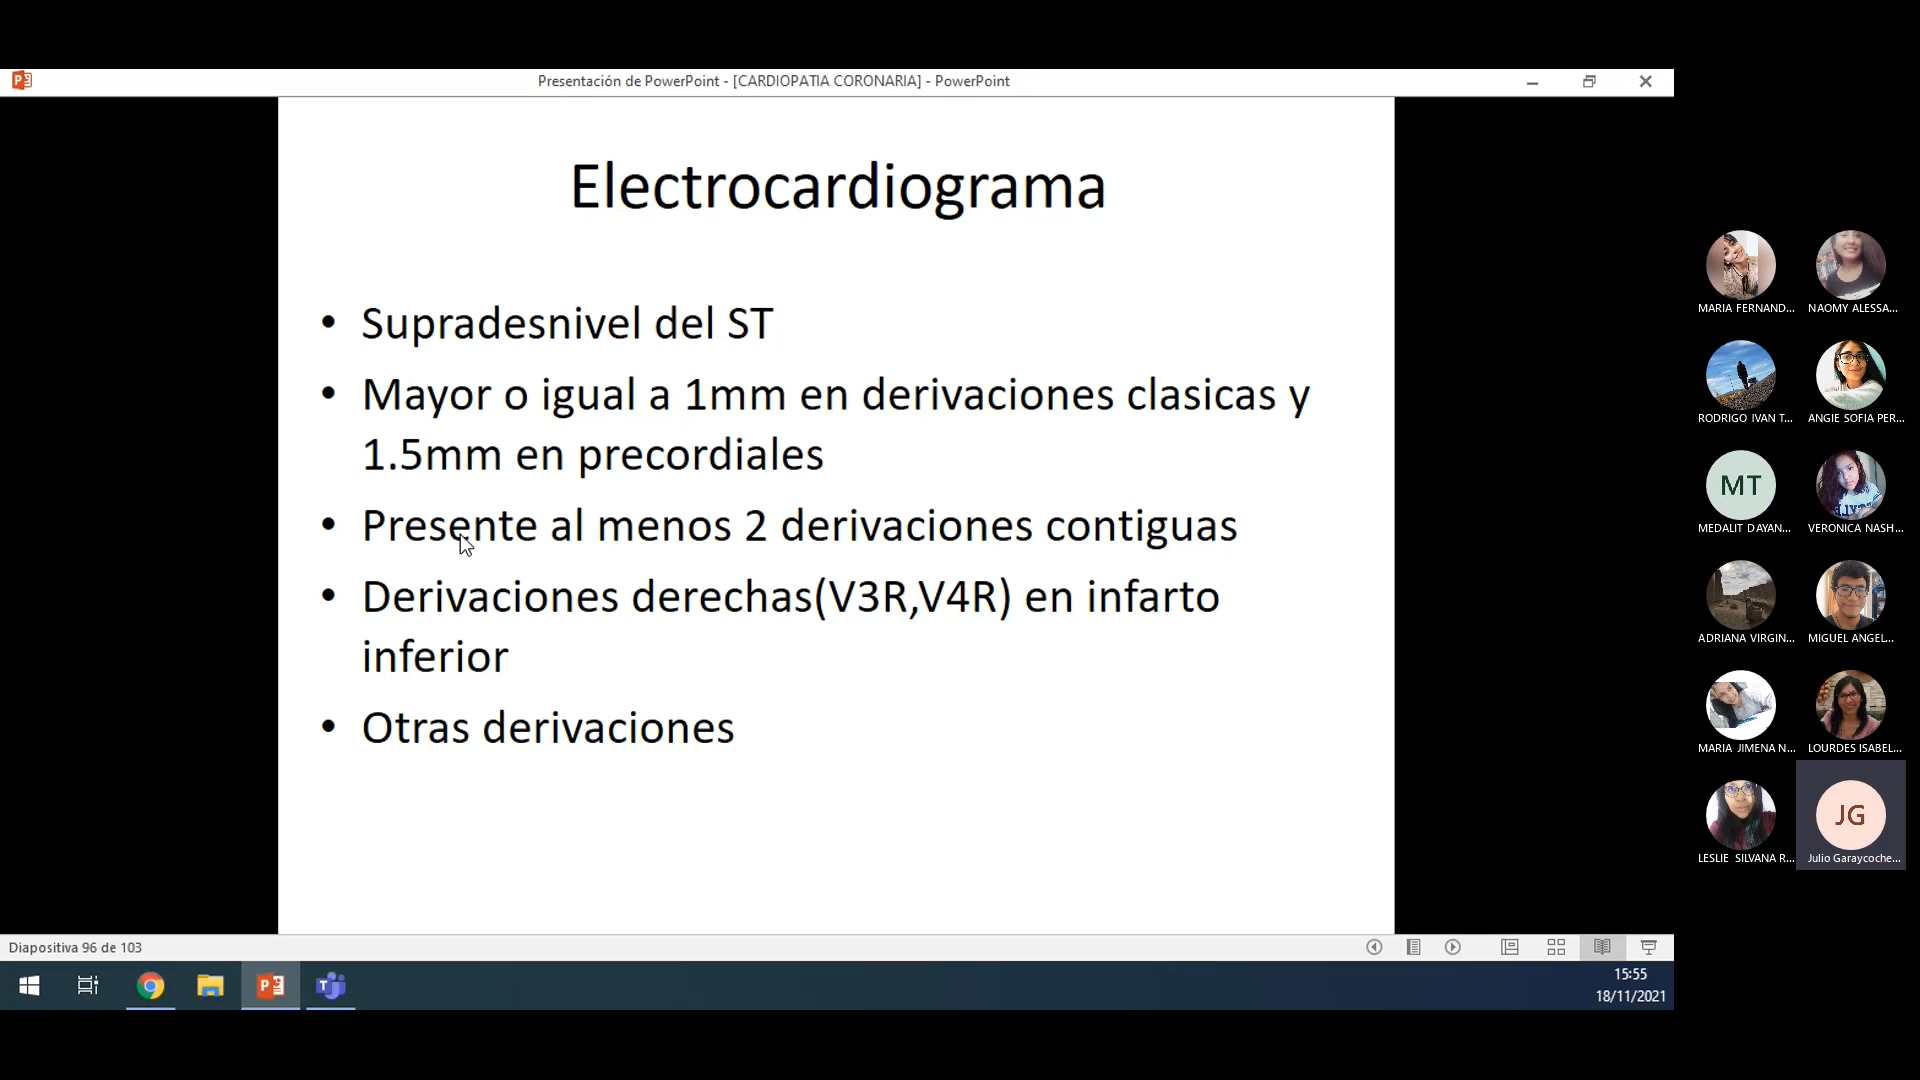 Presentación de PowerPoint - [CARDIOPATIA CORONARIA] - PowerPoint
Electrocardiograma
• Supradesnivel del ST
• Mayor o igual a 1mm en derivaciones clasicas y
1.5mm en precordiales
• Presente al menos 2 derivaciones contiguas
• Derivaciones derechas(V3R,V4R) en infarto
inferior
• Otras derivaciones
MARIA FERNAND...
NAOMY ALESSA...
RODRIGO IVAN T...
ANGIE SOFIA PER...
MT
MEDALIT DAYAN...
VERONICA NASH...
ADRIANA VIRGIN...
MIGUEL ANGEL...
MARIA JIMENA N...
LOURDES ISABEL...
LESLIE SILVANA R...
JG
Julio Garaycoche...
Diapositiva 96 de 103
15:55
18/11/2021